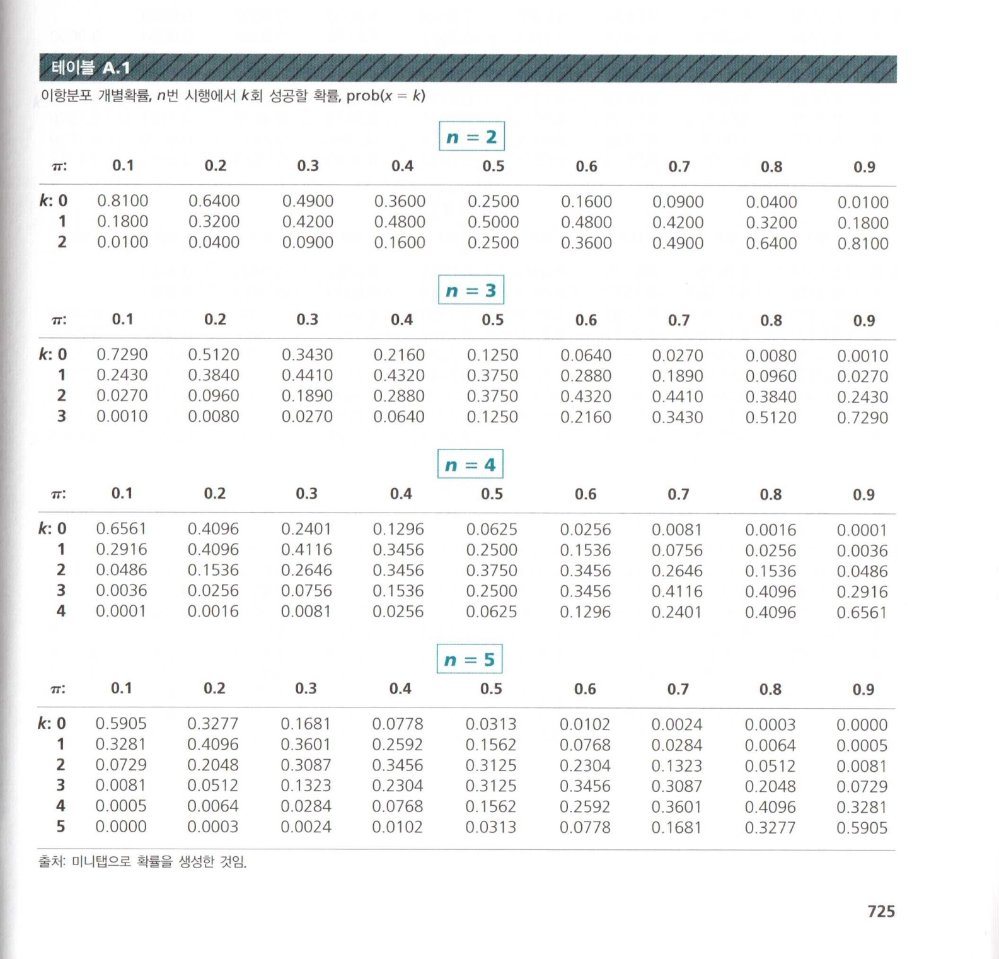 테이블 A.1
이항분포 개별확률, n번 시행에서 k회 성공할 확률, prob(x = k)
n = 2
π: 0.1 0.2 0.3 0.4 0.5 0.6 0.7 0.8 0.9
k: 0 0.8100 0.6400 0.4900 0.3600 0.2500 0.1600 0.0900 0.0400 0.0100
1 0.1800 0.3200 0.4200 0.4800 0.5000 0.4800 0.4200 0.3200 0.1800
2 0.0100 0.0400 0.0900 0.1600 0.2500 0.3600 0.4900 0.6400 0.8100
n = 3
π: 0.1 0.2 0.3 0.4 0.5 0.6 0.7 0.8 0.9
k: 0 0.7290 0.5120 0.3430 0.2160 0.1250 0.0640 0.0270 0.0080 0.0010
1 0.2430 0.3840 0.4410 0.4320 0.3750 0.2880 0.1890 0.0960 0.0270
2 0.0270 0.0960 0.1890 0.2880 0.3750 0.4320 0.4410 0.3840 0.2430
3 0.0010 0.0080 0.0270 0.0640 0.1250 0.2160 0.3430 0.5120 0.7290
n = 4
π: 0.1 0.2 0.3 0.4 0.5 0.6 0.7 0.8 0.9
k: 0 0.6561 0.4096 0.2401 0.1296 0.0625 0.0256 0.0081 0.0016 0.0001
1 0.2916 0.4096 0.4116 0.3456 0.2500 0.1536 0.0756 0.0256 0.0036
2 0.0486 0.1536 0.2646 0.3456 0.3750 0.3456 0.2646 0.1536 0.0486
3 0.0036 0.0256 0.0756 0.1536 0.2500 0.3456 0.4116 0.4096 0.2916
4 0.0001 0.0016 0.0081 0.0256 0.0625 0.1296 0.2401 0.4096 0.6561
n = 5
π: 0.1 0.2 0.3 0.4 0.5 0.6 0.7 0.8 0.9
k: 0 0.5905 0.3277 0.1681 0.0778 0.0313 0.0102 0.0024 0.0003 0.0000
1 0.3281 0.4096 0.3601 0.2592 0.1562 0.0768 0.0284 0.0064 0.0005
2 0.0729 0.2048 0.3087 0.3456 0.3125 0.2304 0.1323 0.0512 0.0081
3 0.0081 0.0512 0.1323 0.2304 0.3125 0.3456 0.3087 0.2048 0.0729
4 0.0005 0.0064 0.0284 0.0768 0.1562 0.2592 0.3601 0.4096 0.3281
5 0.0000 0.0003 0.0024 0.0102 0.0313 0.0778 0.1681 0.3277 0.5905
출처: 미니탭으로 확률을 생성한 것임.
725